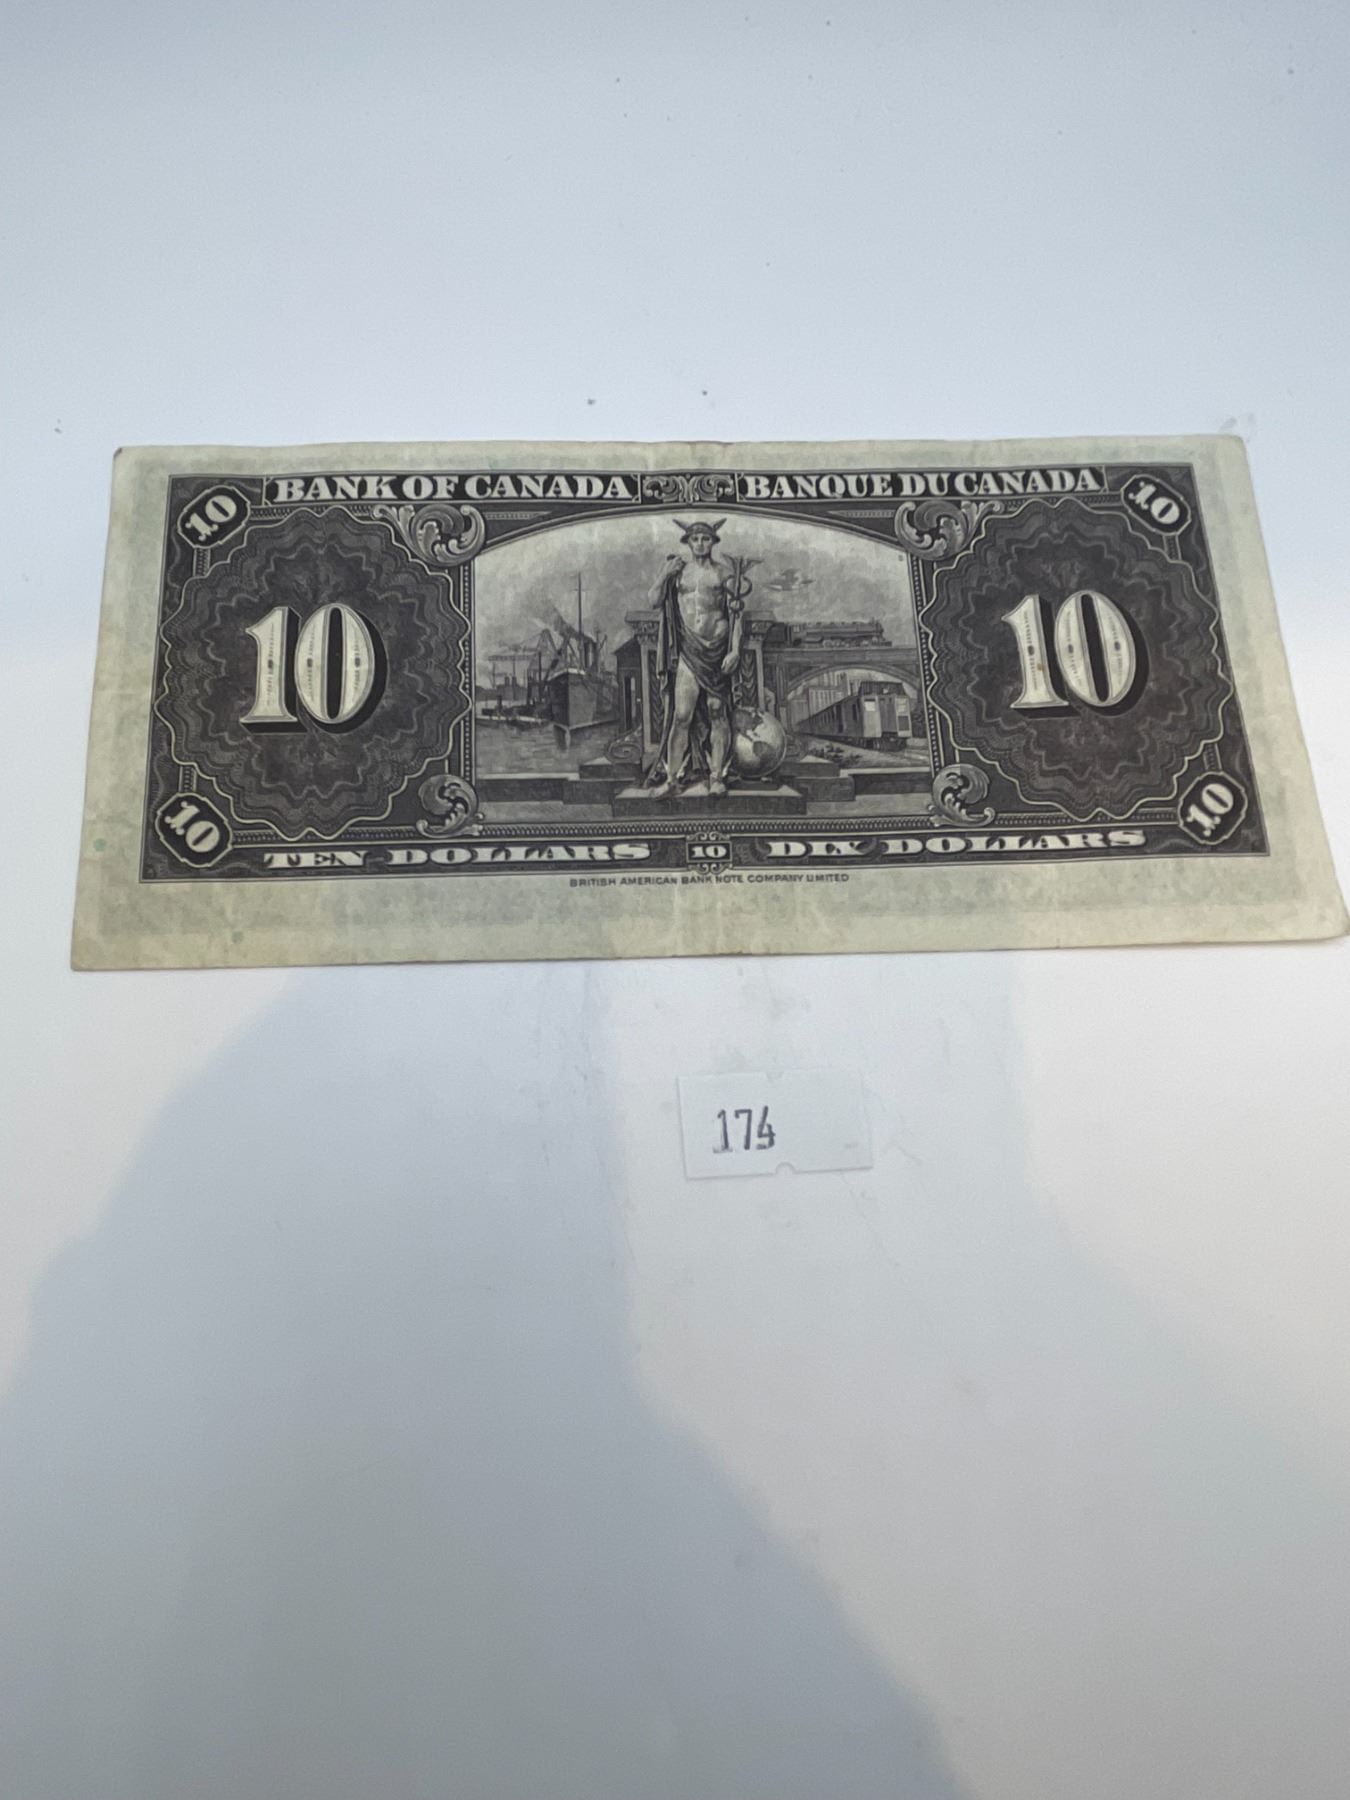 10 BANK OF CANADA BANQUE DU CANADA 10
10 10
10 TEN DOLLARS 10 DIX DOLLARS 10
BRITISH AMERICAN BANK NOTE COMPANY LIMITED
174